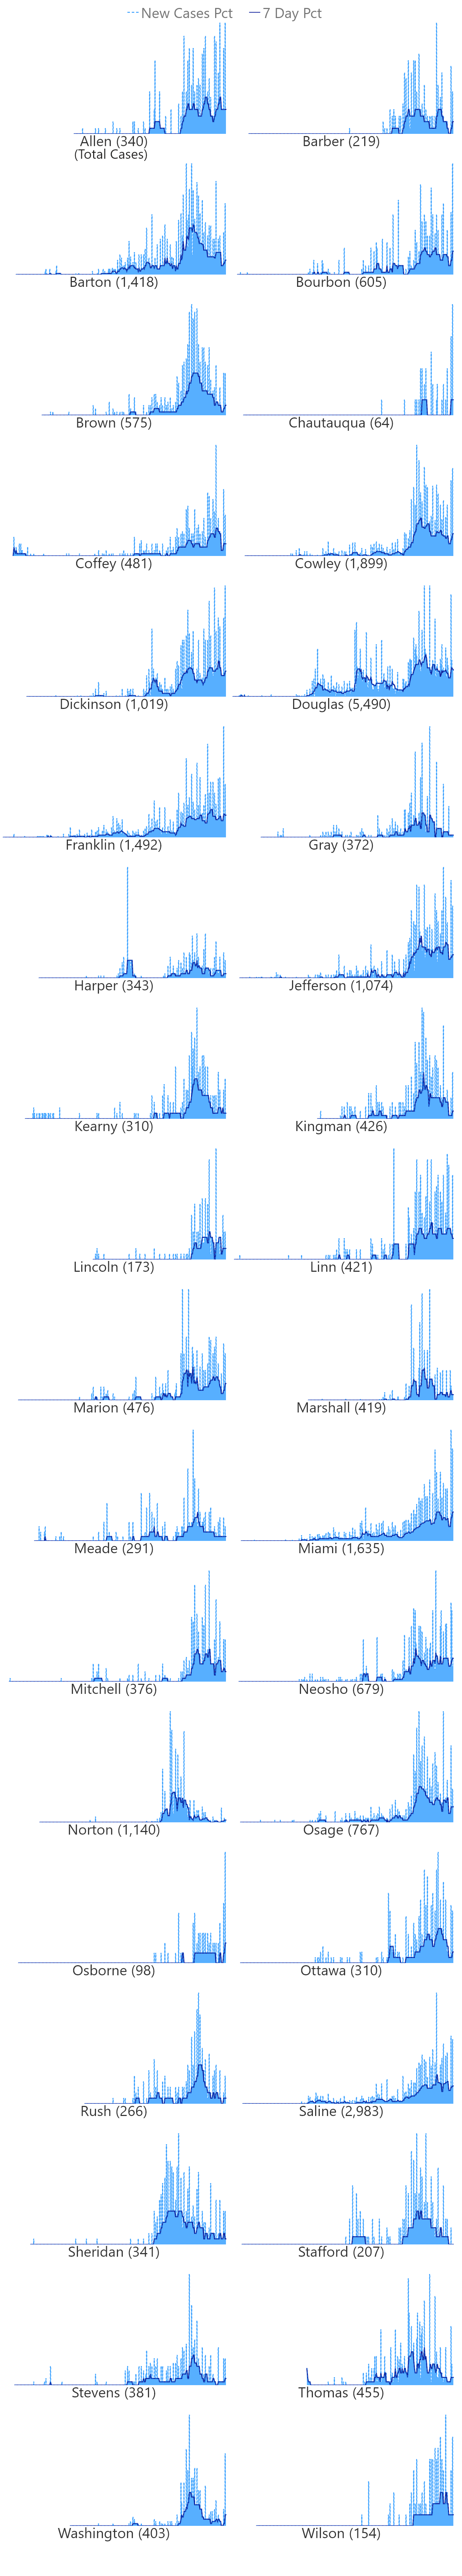 New Cases Pct 7 Day Pct
Allen (340)
(Total Cases)
Barber (219)
Barton (1,418)
Bourbon (605)
Brown (575)
Chautauqua (64)
Coffey (481)
Cowley (1,899)
Dickinson (1,019)
Douglas (5,490)
Franklin (1,492)
Gray (372)
Harper (343)
Jefferson (1,074)
Kearny (310)
Kingman (426)
Lincoln (173)
Linn (421)
Marion (476)
Marshall (419)
Meade (291)
Miami (1,635)
Mitchell (376)
Neosho (679)
Norton (1,140)
Osage (767)
Osborne (98)
Ottawa (310)
Rush (266)
Saline (2,983)
Sheridan (341)
Stafford (207)
Stevens (381)
Thomas (455)
Washington (403)
Wilson (154)